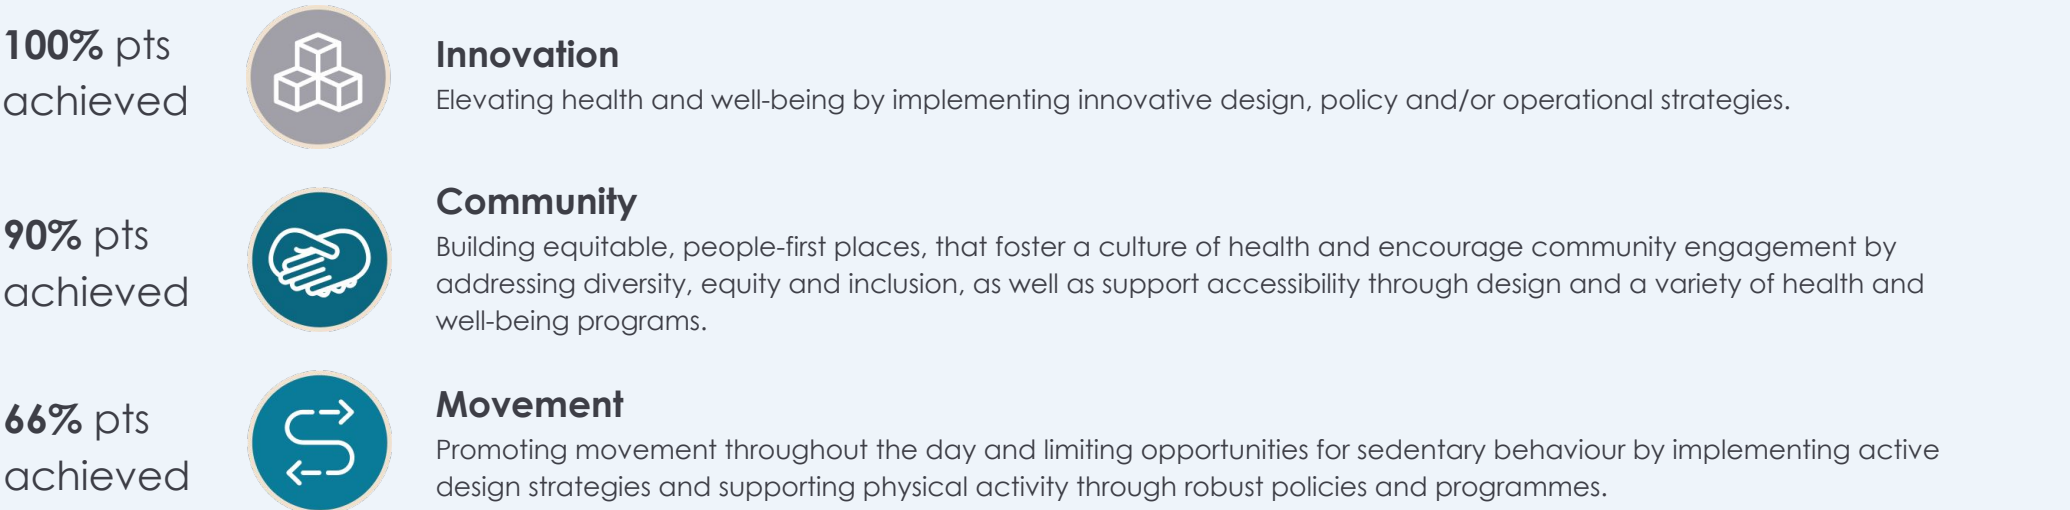 100% pts
achieved
Innovation
Elevating health and well-being by implementing innovative design, policy and/or operational strategies.
90% pts
achieved
Community
Building equitable, people-first places, that foster a culture of health and encourage community engagement by
addressing diversity, equity and inclusion, as well as support accessibility through design and a variety of health and
well-being programs.
66% pts
achieved
Movement
Promoting movement throughout the day and limiting opportunities for sedentary behaviour by implementing active
design strategies and supporting physical activity through robust policies and programmes.